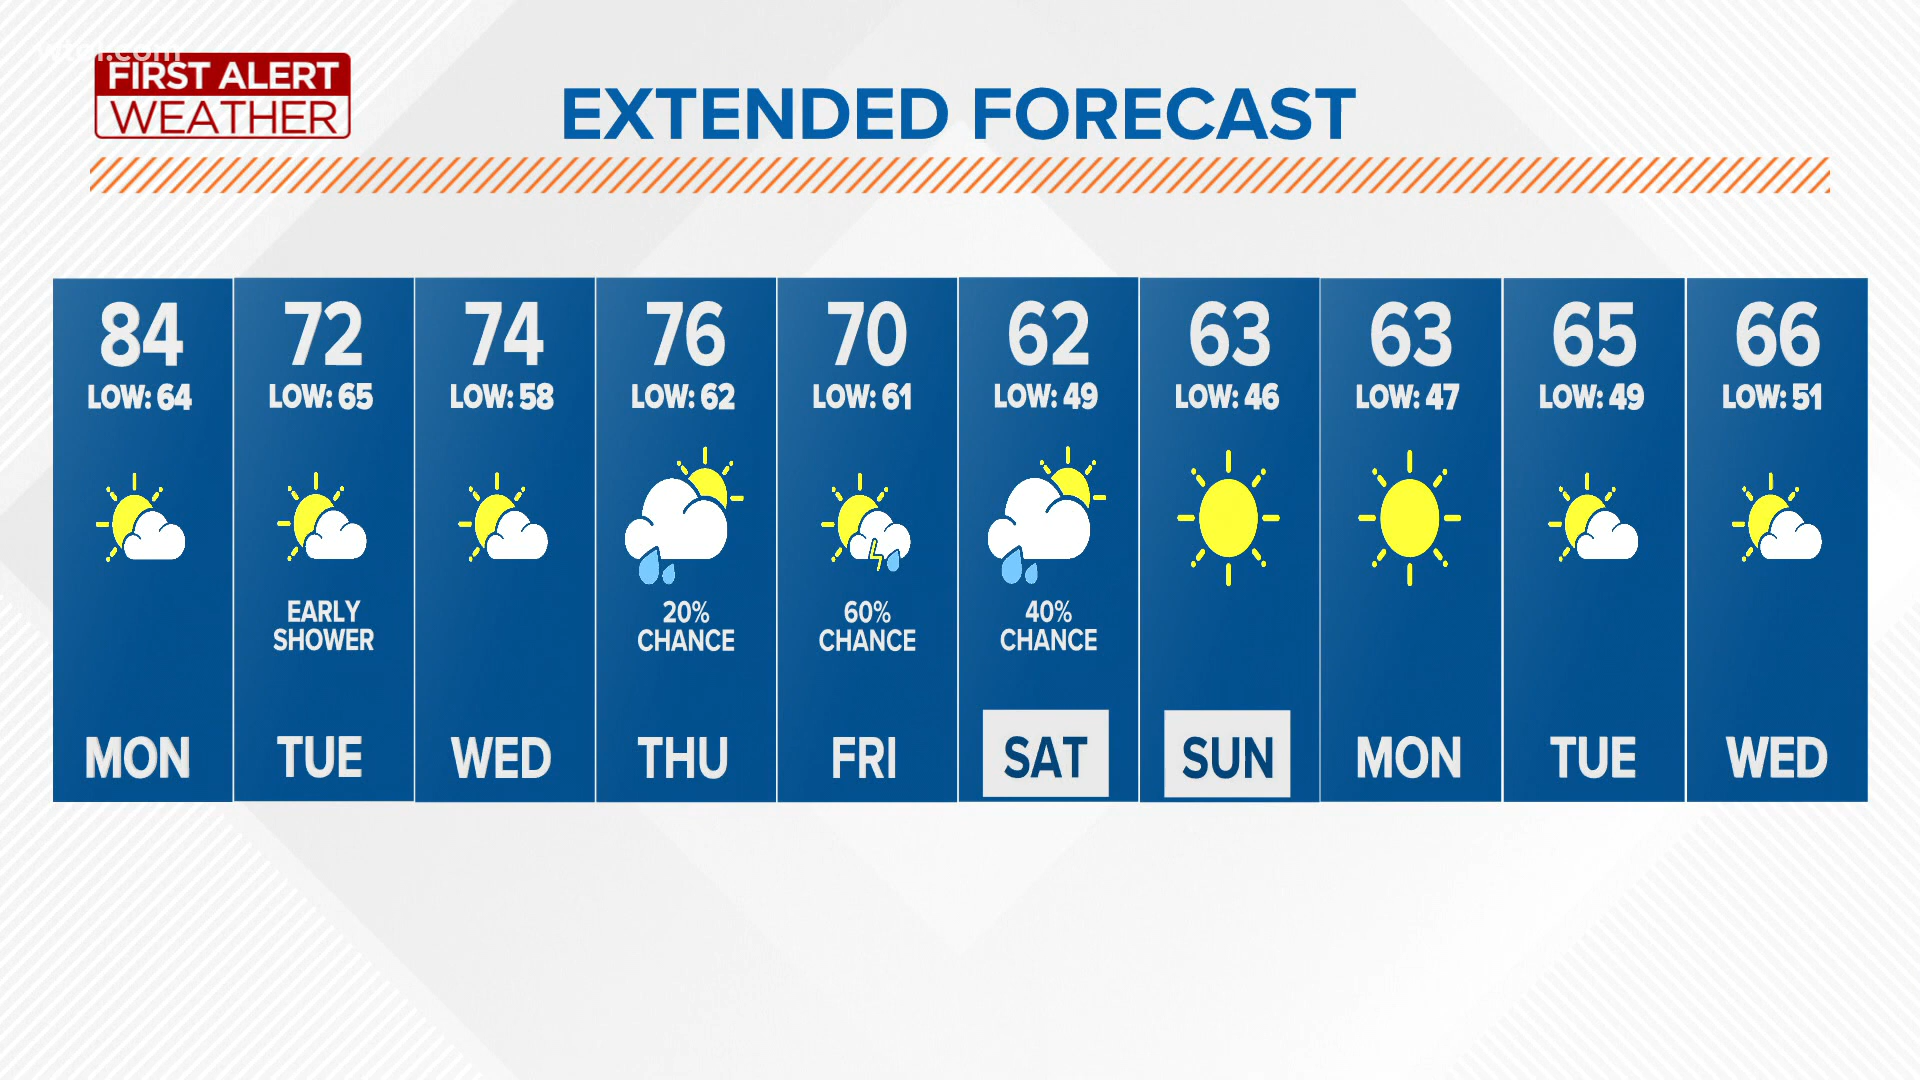 FIRST ALERT
WEATHER
EXTENDED FORECAST
84 72 74 76 70 62 63 63 65 66
LOW: 64 LOW: 65 LOW: 58 LOW: 62 LOW: 61 LOW: 49 LOW: 46 LOW: 47 LOW: 49 LOW: 51
EARLY 20% 60% 40%
SHOWER CHANCE CHANCE CHANCE
MON TUE WED THU FRI SAT SUN MON TUE WED